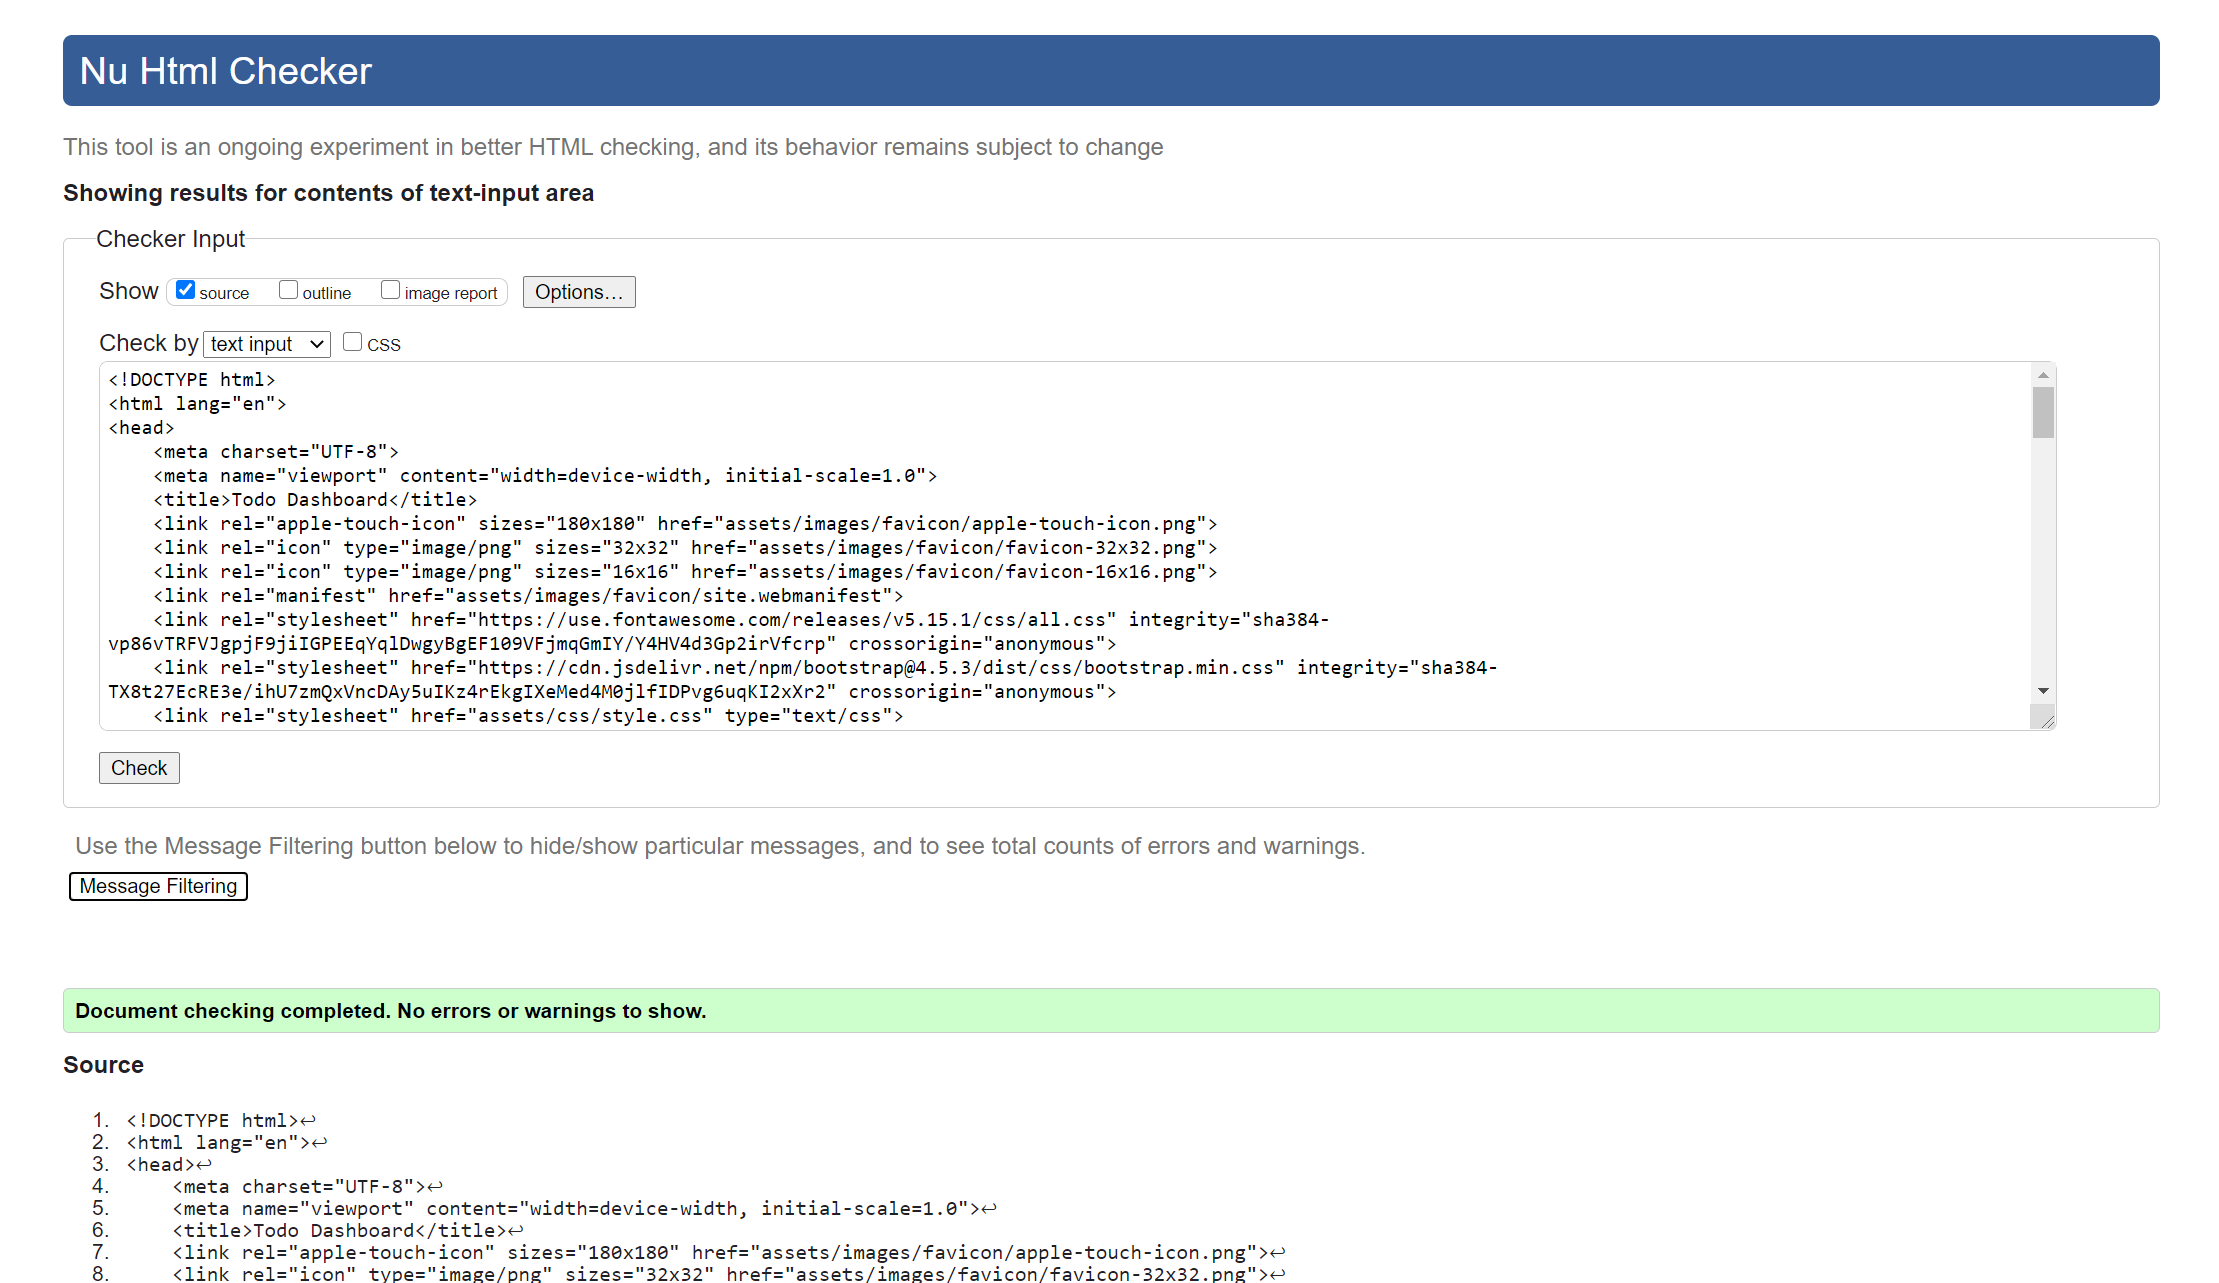 Nu Html Checker
This tool is an ongoing experiment in better HTML checking, and its behavior remains subject to change
Showing results for contents of text-input area
Checker Input
Show source outline image report Options...
Check by text input CSS
<!DOCTYPE html>
<html lang="en">
<head>
    <meta charset="UTF-8">
    <meta name="viewport" content="width=device-width, initial-scale=1.0">
    <title>Todo Dashboard</title>
    <link rel="apple-touch-icon" sizes="180x180" href="assets/images/favicon/apple-touch-icon.png">
    <link rel="icon" type="image/png" sizes="32x32" href="assets/images/favicon/favicon-32x32.png">
    <link rel="icon" type="image/png" sizes="16x16" href="assets/images/favicon/favicon-16x16.png">
    <link rel="manifest" href="assets/images/favicon/site.webmanifest">
    <link rel="stylesheet" href="https://use.fontawesome.com/releases/v5.15.1/css/all.css" integrity="sha384-
vp86vTRFVJgpjF9jiIGPEEqYqlDwgyBgEF109VFjmqGmIY/Y4HV4d3Gp2irVfcrp" crossorigin="anonymous">
    <link rel="stylesheet" href="https://cdn.jsdelivr.net/npm/bootstrap@4.5.3/dist/css/bootstrap.min.css" integrity="sha384-
TX8t27EcRE3e/ihU7zmQxVncDAy5uIKz4rEkgIXeMed4M0jlfIDPvg6uqKI2xXr2" crossorigin="anonymous">
    <link rel="stylesheet" href="assets/css/style.css" type="text/css">
Check
Use the Message Filtering button below to hide/show particular messages, and to see total counts of errors and warnings.
Message Filtering
Document checking completed. No errors or warnings to show.
Source
1. <!DOCTYPE html>↩
2. <html lang="en">↩
3. <head>↩
4.     <meta charset="UTF-8">↩
5.     <meta name="viewport" content="width=device-width, initial-scale=1.0">↩
6.     <title>Todo Dashboard</title>↩
7.     <link rel="apple-touch-icon" sizes="180x180" href="assets/images/favicon/apple-touch-icon.png">↩
8.     <link rel="icon" type="image/png" sizes="32x32" href="assets/images/favicon/favicon-32x32.png">↩